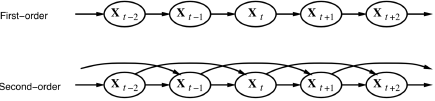 First−order X t−2 X t−1 X t X t+1 X t+2
Second−order X t−2 X t−1 X t X t+1 X t+2